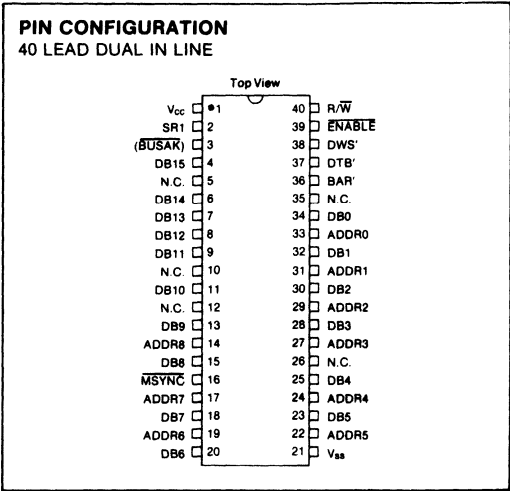 PIN CONFIGURATION
40 LEAD DUAL IN LINE
Top View
Vcc 1 40 R/W̅
SR1 2 39 E̅N̅A̅B̅L̅E̅
(B̅U̅S̅A̅K̅) 3 38 DWS'
DB15 4 37 DTB'
N.C. 5 36 BAR'
DB14 6 35 N.C.
DB13 7 34 DB0
DB12 8 33 ADDR0
DB11 9 32 DB1
N.C. 10 31 ADDR1
DB10 11 30 DB2
N.C. 12 29 ADDR2
DB9 13 28 DB3
ADDR8 14 27 ADDR3
DB8 15 26 N.C.
M̅S̅Y̅N̅C̅ 16 25 DB4
ADDR7 17 24 ADDR4
DB7 18 23 DB5
ADDR6 19 22 ADDR5
DB6 20 21 Vss